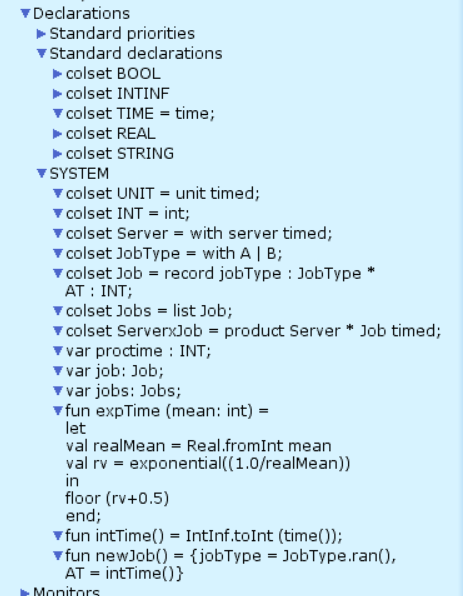 Declarations
Standard priorities
Standard declarations
colset BOOL
colset INTINF
colset TIME = time;
colset REAL
colset STRING
SYSTEM
colset UNIT = unit timed;
colset INT = int;
colset Server = with server timed;
colset JobType = with A | B;
colset Job = record jobType : JobType *
AT : INT;
colset Jobs = list Job;
colset ServerxJob = product Server * Job timed;
var proctime : INT;
var job: Job;
var jobs: Jobs;
fun expTime (mean: int) =
let
val realMean = Real.fromInt mean
val rv = exponential((1.0/realMean))
in
floor (rv+0.5)
end;
fun intTime() = IntInf.toInt (time());
fun newJob() = {jobType = JobType.ran(),
AT = intTime()}
Monitors